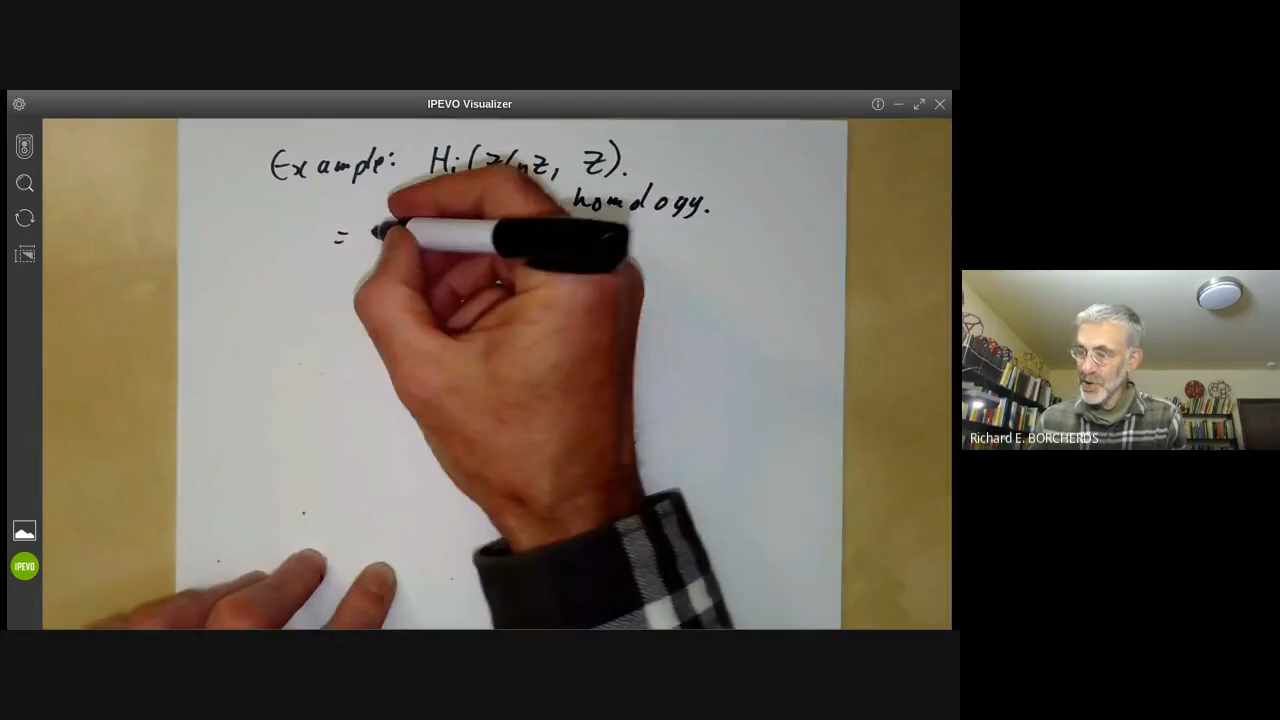 IPEVO Visualizer
Example: Hi(Z/nZ, Z).
homology.
=
IPEVO
Richard E. BORCHERDS